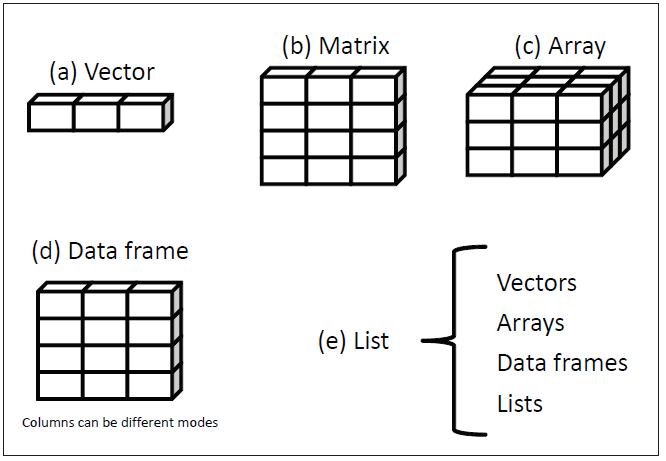 (a) Vector
(b) Matrix
(c) Array
(d) Data frame
Columns can be different modes
(e) List
Vectors
Arrays
Data frames
Lists